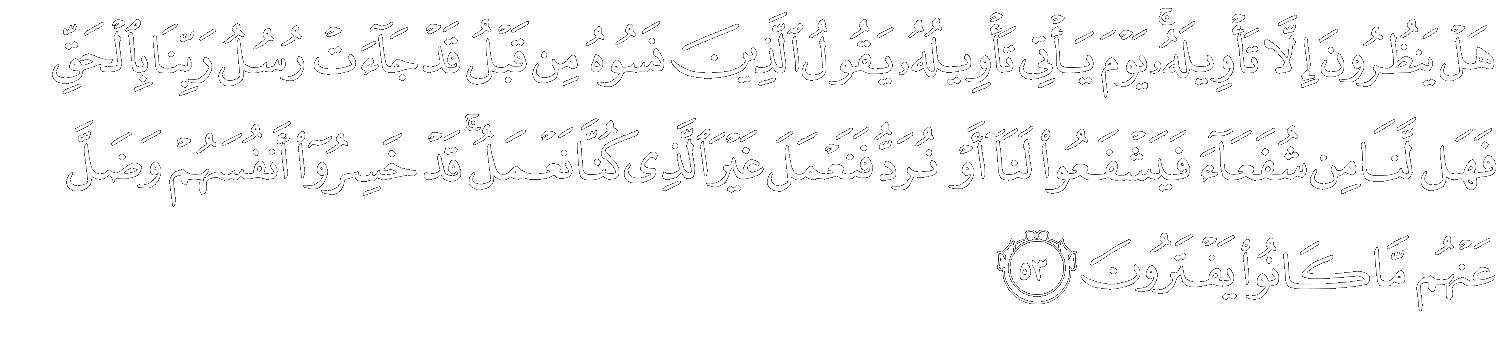 هَلْ يَنظُرُونَ إِلَّا تَأْوِيلَهُۥ ۚ يَوْمَ يَأْتِى تَأْوِيلُهُۥ يَقُولُ ٱلَّذِينَ نَسُوهُ مِن قَبْلُ قَدْ جَآءَتْ رُسُلُ رَبِّنَا بِٱلْحَقِّ
فَهَل لَّنَا مِن شُفَعَآءَ فَيَشْفَعُوا۟ لَنَآ أَوْ نُرَدُّ فَنَعْمَلَ غَيْرَ ٱلَّذِى كُنَّا نَعْمَلُ ۚ قَدْ خَسِرُوٓا۟ أَنفُسَهُمْ وَضَلَّ
عَنْهُم مَّا كَانُوا۟ يَفْتَرُونَ ٥٣